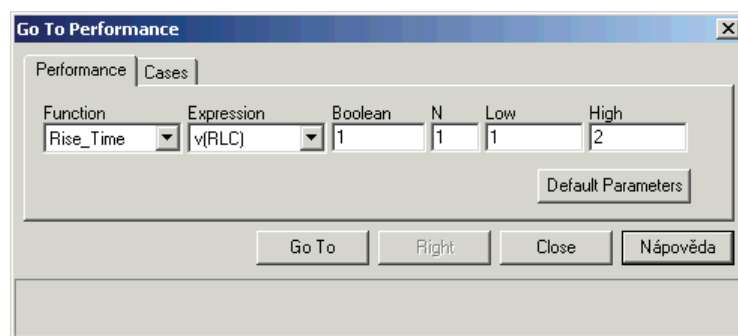 Go To Performance
Performance Cases
Function Expression Boolean N Low High
Rise_Time v(RLC) 1 1 1 2
Default Parameters
Go To Right Close Nápověda